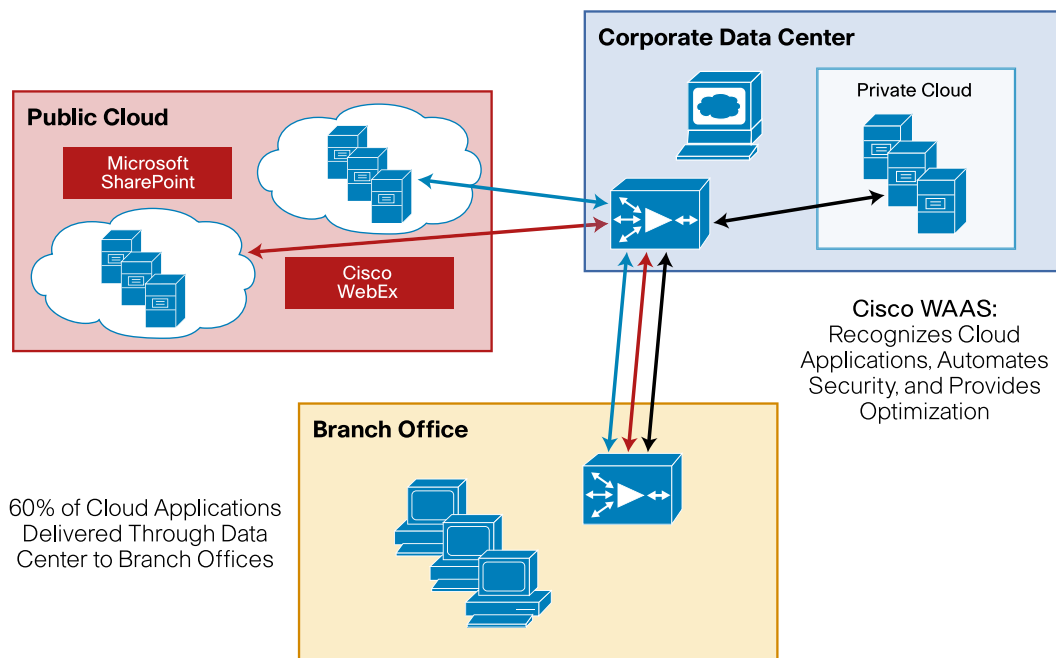 Corporate Data Center
Private Cloud
Public Cloud
Microsoft
SharePoint
Cisco
WebEx
Cisco WAAS:
Recognizes Cloud
Applications, Automates
Security, and Provides
Optimization
Branch Office
60% of Cloud Applications
Delivered Through Data
Center to Branch Offices